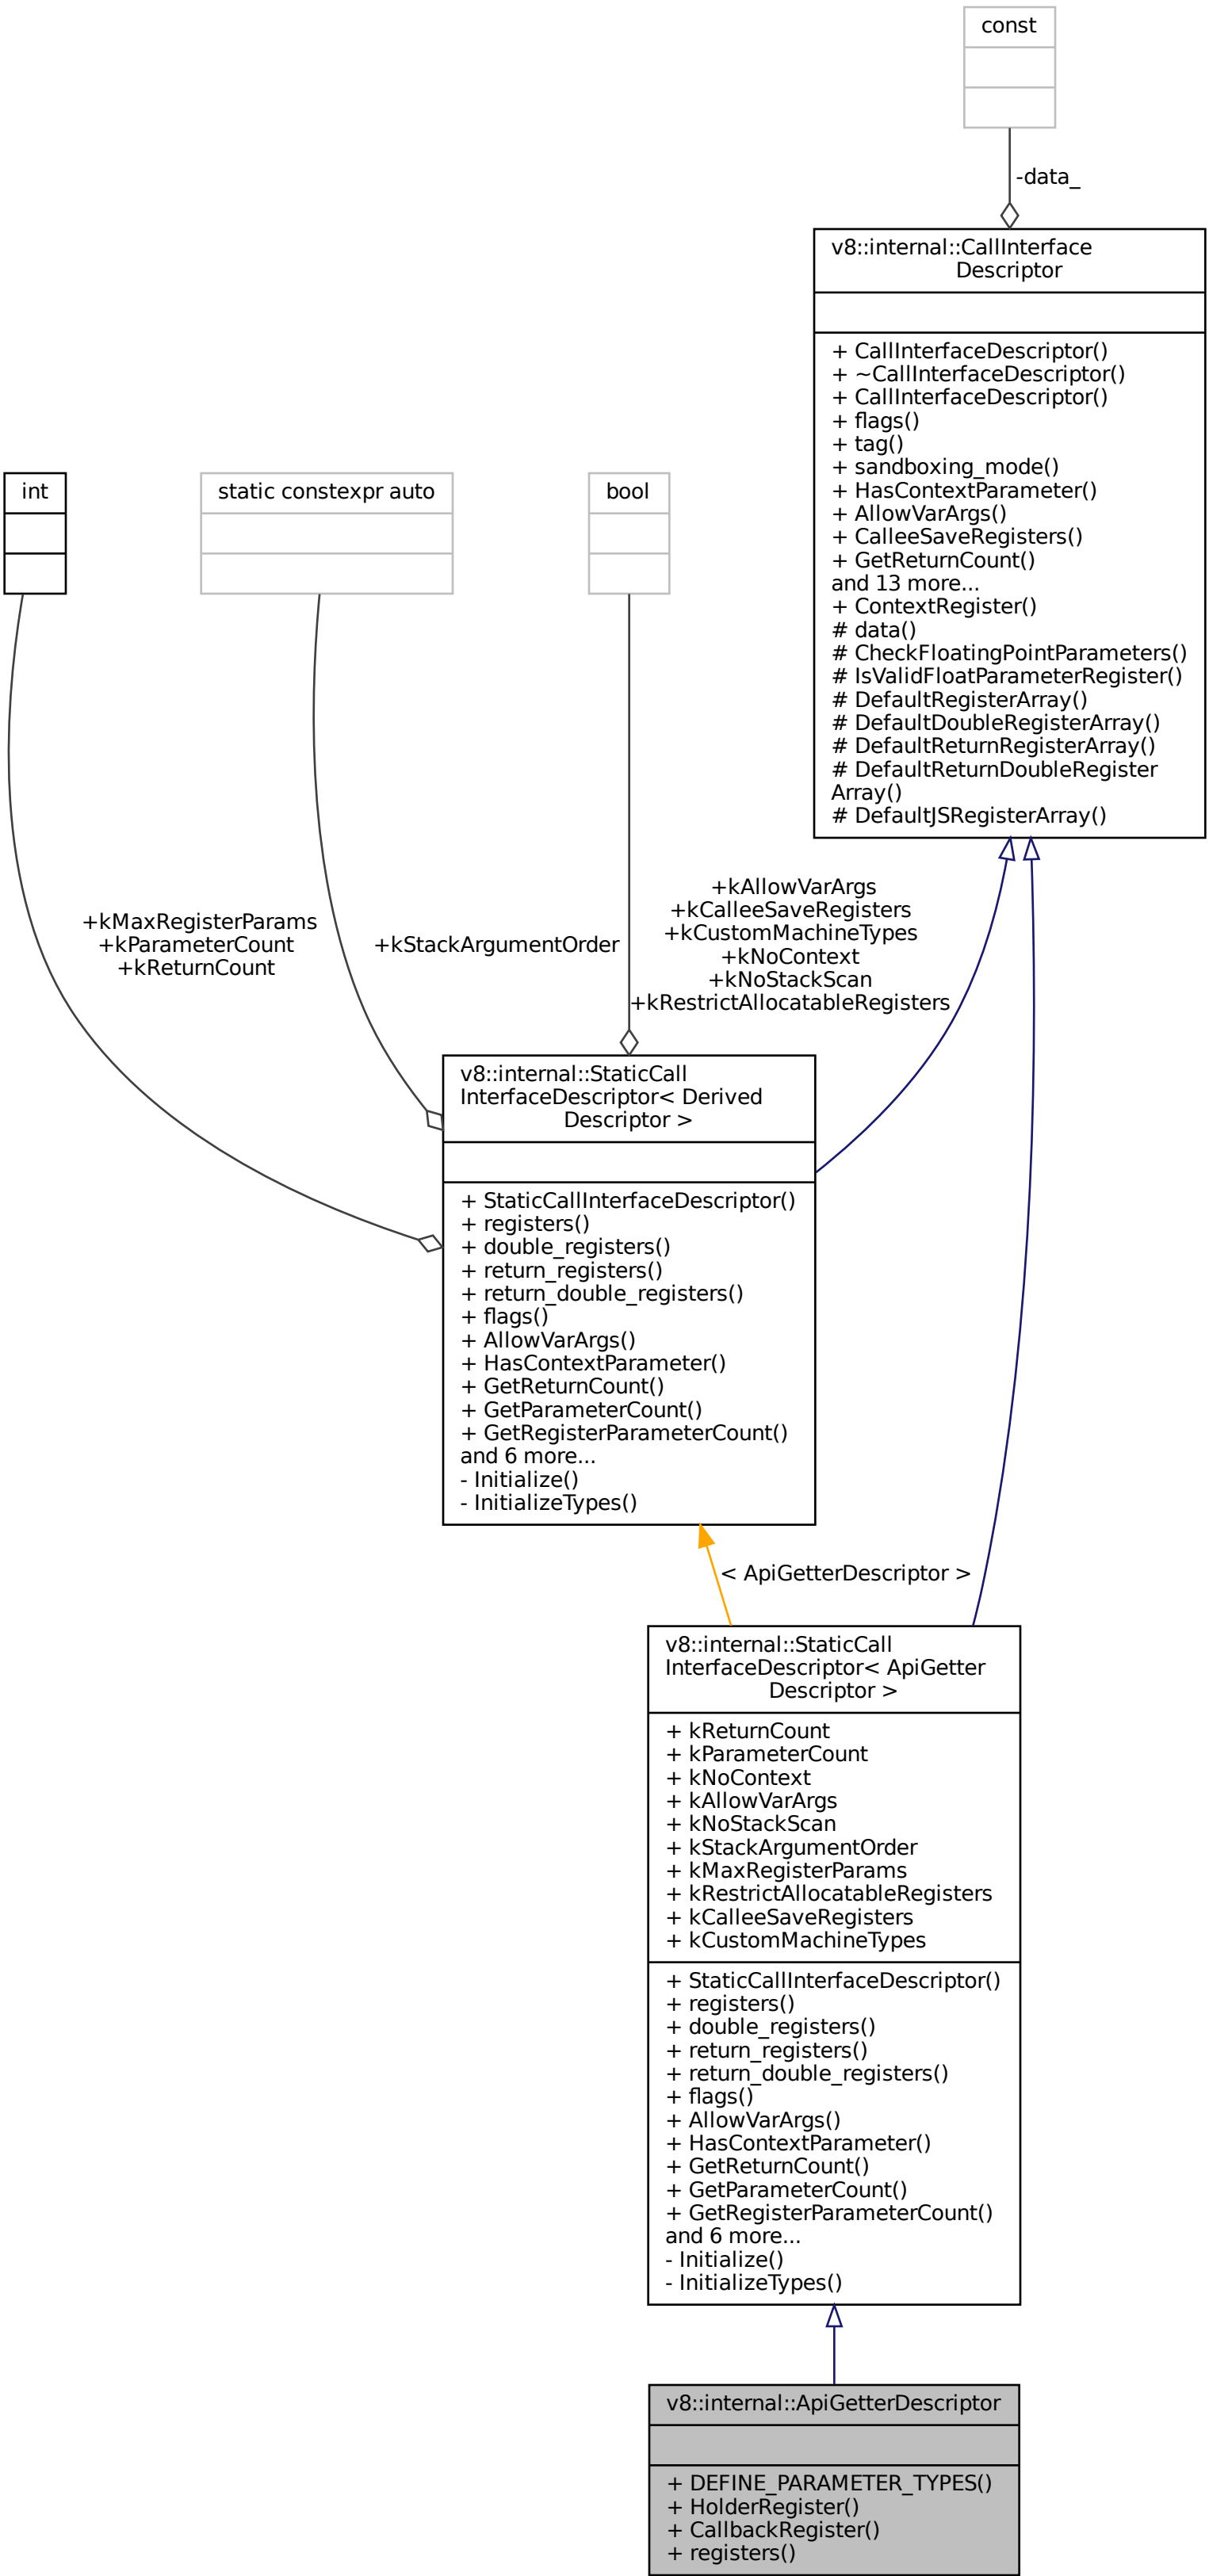 const
-data_
v8::internal::CallInterface
Descriptor
+ CallInterfaceDescriptor()
+ ~CallInterfaceDescriptor()
+ CallInterfaceDescriptor()
+ flags()
+ tag()
+ sandboxing_mode()
+ HasContextParameter()
+ AllowVarArgs()
+ CalleeSaveRegisters()
+ GetReturnCount()
and 13 more...
+ ContextRegister()
# data()
# CheckFloatingPointParameters()
# IsValidFloatParameterRegister()
# DefaultRegisterArray()
# DefaultDoubleRegisterArray()
# DefaultReturnRegisterArray()
# DefaultReturnDoubleRegister
Array()
# DefaultJSRegisterArray()
int
static constexpr auto
bool
+kMaxRegisterParams
+kParameterCount
+kReturnCount
+kStackArgumentOrder
+kAllowVarArgs
+kCalleeSaveRegisters
+kCustomMachineTypes
+kNoContext
+kNoStackScan
+kRestrictAllocatableRegisters
v8::internal::StaticCall
InterfaceDescriptor< Derived
Descriptor >
+ StaticCallInterfaceDescriptor()
+ registers()
+ double_registers()
+ return_registers()
+ return_double_registers()
+ flags()
+ AllowVarArgs()
+ HasContextParameter()
+ GetReturnCount()
+ GetParameterCount()
+ GetRegisterParameterCount()
and 6 more...
- Initialize()
- InitializeTypes()
< ApiGetterDescriptor >
v8::internal::StaticCall
InterfaceDescriptor< ApiGetter
Descriptor >
+ kReturnCount
+ kParameterCount
+ kNoContext
+ kAllowVarArgs
+ kNoStackScan
+ kStackArgumentOrder
+ kMaxRegisterParams
+ kRestrictAllocatableRegisters
+ kCalleeSaveRegisters
+ kCustomMachineTypes
+ StaticCallInterfaceDescriptor()
+ registers()
+ double_registers()
+ return_registers()
+ return_double_registers()
+ flags()
+ AllowVarArgs()
+ HasContextParameter()
+ GetReturnCount()
+ GetParameterCount()
+ GetRegisterParameterCount()
and 6 more...
- Initialize()
- InitializeTypes()
v8::internal::ApiGetterDescriptor
+ DEFINE_PARAMETER_TYPES()
+ HolderRegister()
+ CallbackRegister()
+ registers()